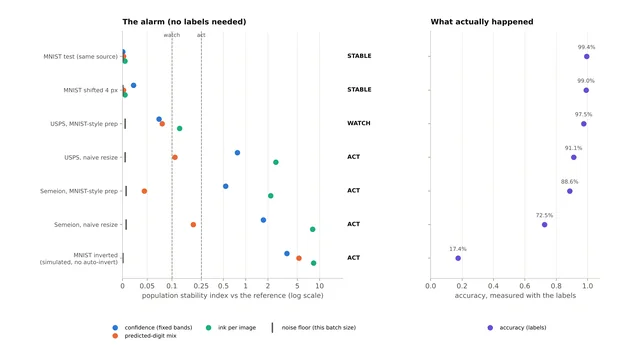 The alarm (no labels needed)
watch
act
MNIST test (same source)
STABLE
MNIST shifted 4 px
STABLE
USPS, MNIST-style prep
WATCH
USPS, naive resize
ACT
Semeion, MNIST-style prep
ACT
Semeion, naive resize
ACT
MNIST inverted
(simulated, no auto-invert)
ACT
0 0.05 0.1 0.25 0.5 1 2 5 10
population stability index vs the reference (log scale)
confidence (fixed bands)
predicted-digit mix
ink per image
noise floor (this batch size)
What actually happened
99.4%
99.0%
97.5%
91.1%
88.6%
72.5%
17.4%
0.0 0.2 0.4 0.6 0.8 1.0
accuracy, measured with the labels
accuracy (labels)